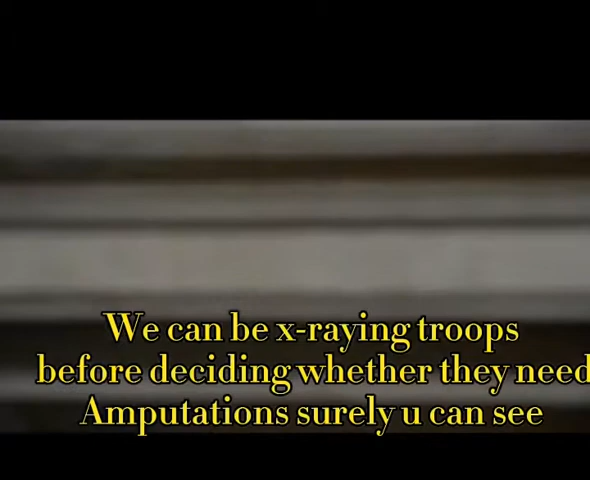 We can be x-raying troops
before deciding whether they need
Amputations surely u can see